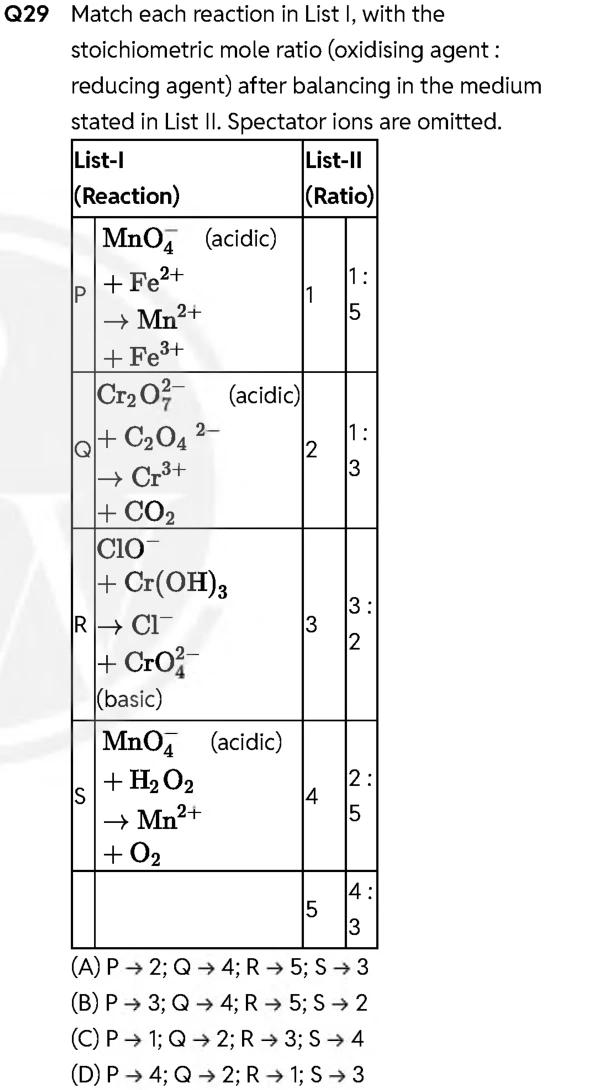 Q29 Match each reaction in List I, with the
stoichiometric mole ratio (oxidising agent :
reducing agent) after balancing in the medium
stated in List II. Spectator ions are omitted.
List-I List-II
(Reaction) (Ratio)
P MnO₄⁻ (acidic) + Fe²⁺ → Mn²⁺ + Fe³⁺ 1 1 : 5
Q Cr₂O₇²⁻ (acidic) + C₂O₄ ²⁻ → Cr³⁺ + CO₂ 2 1 : 3
R ClO⁻ + Cr(OH)₃ → Cl⁻ + CrO₄²⁻ (basic) 3 3 : 2
S MnO₄⁻ (acidic) + H₂O₂ → Mn²⁺ + O₂ 4 2 : 5
5 4 : 3
(A) P → 2; Q → 4; R → 5; S → 3
(B) P → 3; Q → 4; R → 5; S → 2
(C) P → 1; Q → 2; R → 3; S → 4
(D) P → 4; Q → 2; R → 1; S → 3